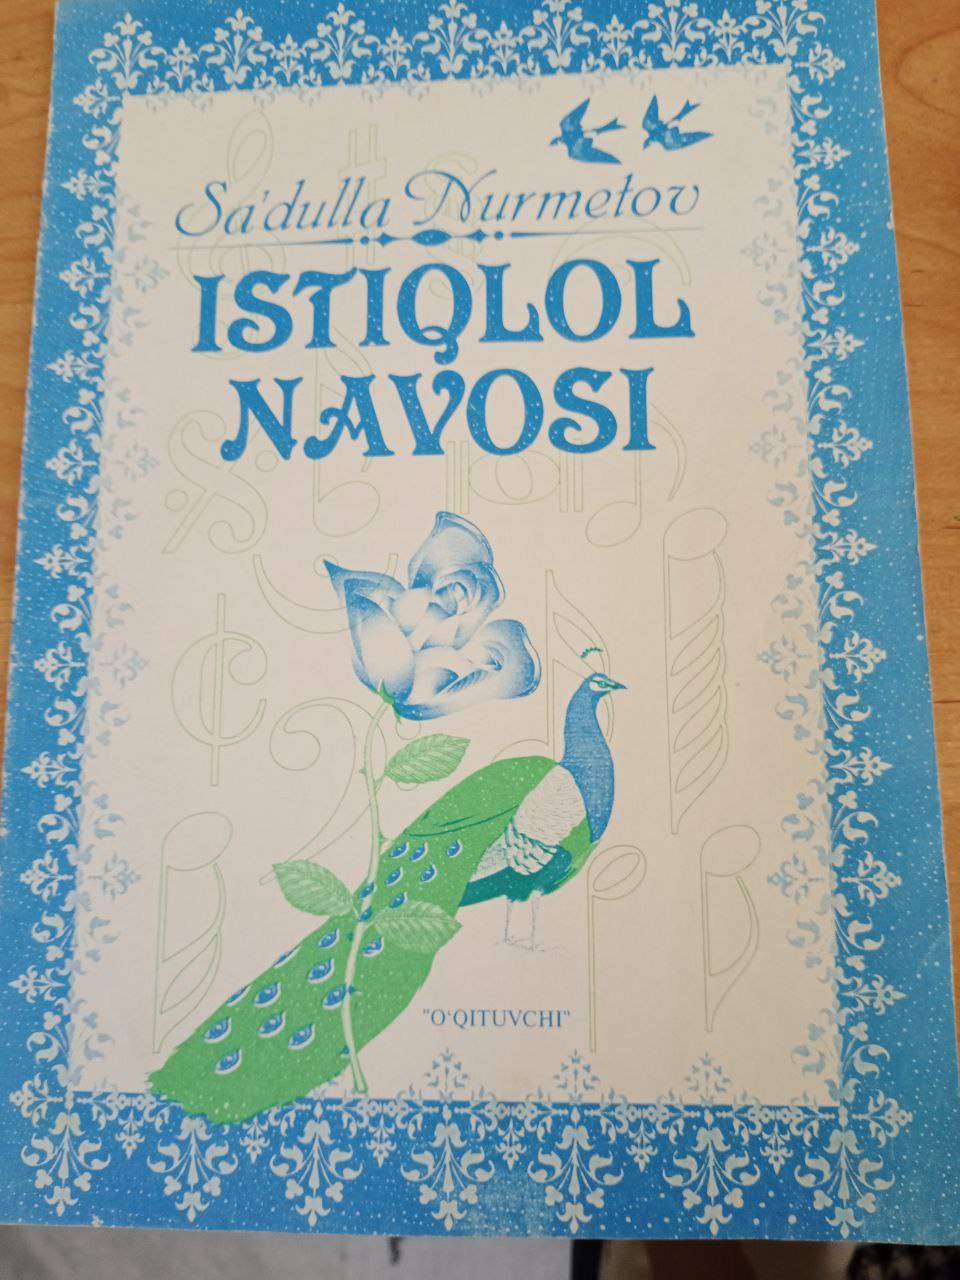 Sa'dulla Nurmetov
ISTIQLOL
NAVOSI
"O‘QITUVCHI"